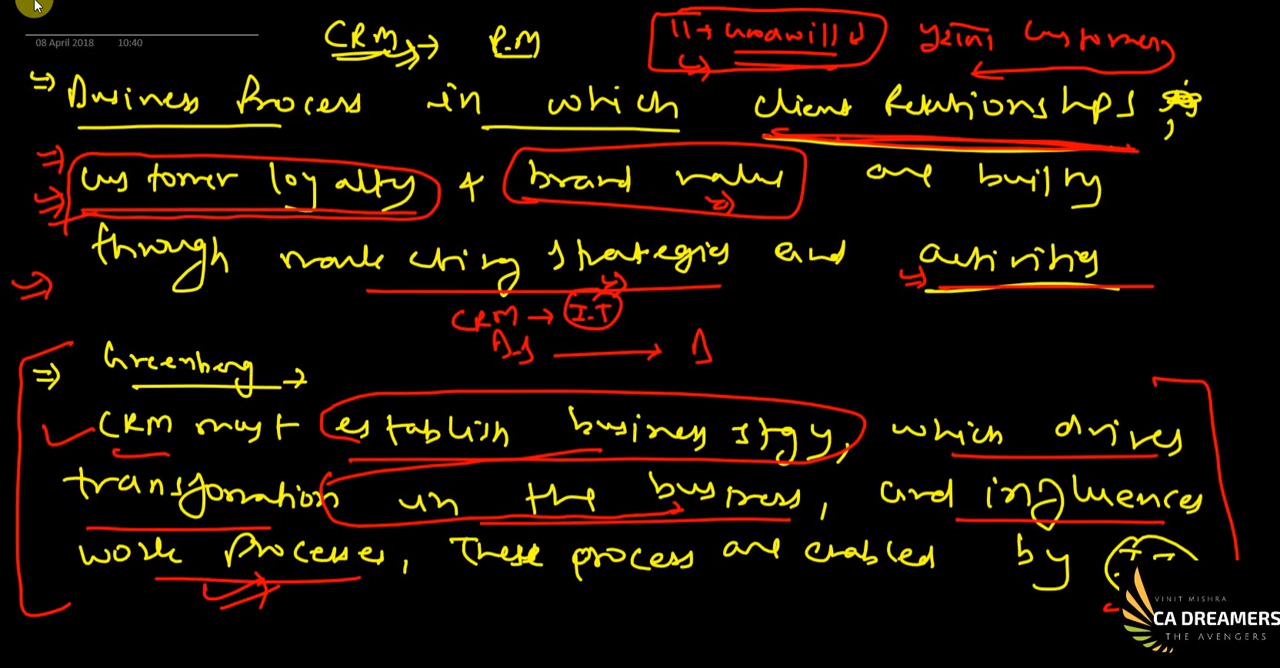 08 April 2018 10:40
CRM → R.M
Business Process in which client Relationships,
customer loyalty & brand value are built
through marketing strategies and activities
CRM → I.T
Greenberg →
CRM must establish business stgy, which drives
transformation in the business, and influences
work processes, These process are enabled by I.T
VINIT MISHRA
CA DREAMERS
THE AVENGERS